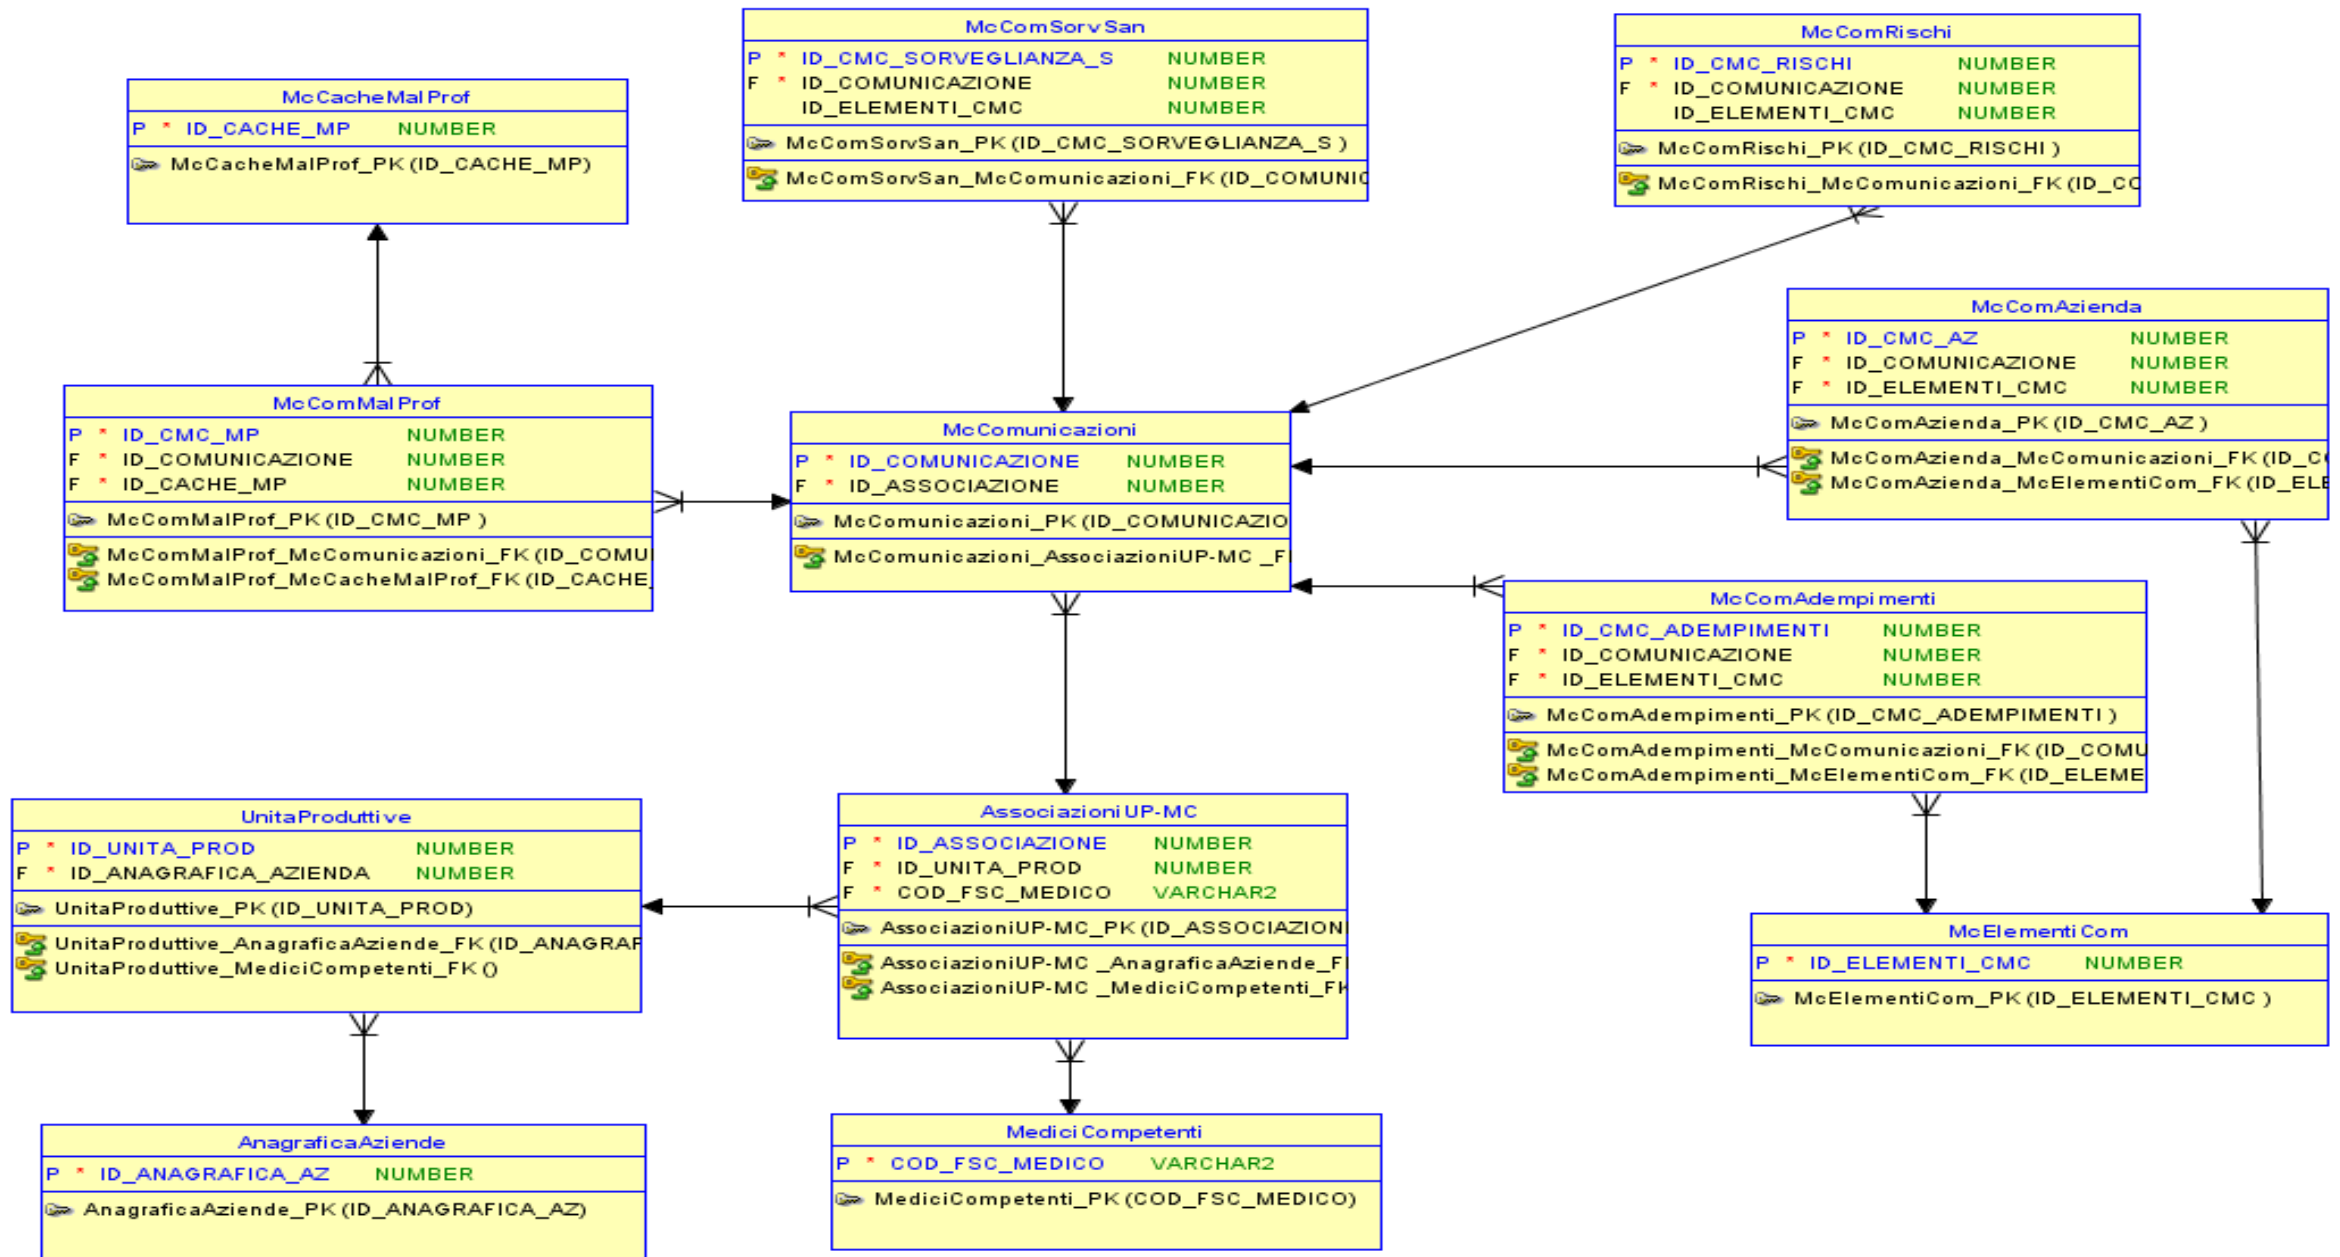 McComSorvSan
P * ID_CMC_SORVEGLIANZA_S NUMBER
F * ID_COMUNICAZIONE NUMBER
ID_ELEMENTI_CMC NUMBER
McComSorvSan_PK (ID_CMC_SORVEGLIANZA_S )
McComSorvSan_McComunicazioni_FK (ID_COMUNIC
McComRischi
P * ID_CMC_RISCHI NUMBER
F * ID_COMUNICAZIONE NUMBER
ID_ELEMENTI_CMC NUMBER
McComRischi_PK (ID_CMC_RISCHI )
McComRischi_McComunicazioni_FK (ID_CO
McCacheMalProf
P * ID_CACHE_MP NUMBER
McCacheMalProf_PK (ID_CACHE_MP)
McComAzienda
P * ID_CMC_AZ NUMBER
F * ID_COMUNICAZIONE NUMBER
F * ID_ELEMENTI_CMC NUMBER
McComAzienda_PK (ID_CMC_AZ )
McComAzienda_McComunicazioni_FK (ID_C
McComAzienda_McElementiCom_FK (ID_ELE
McComMalProf
P * ID_CMC_MP NUMBER
F * ID_COMUNICAZIONE NUMBER
F * ID_CACHE_MP NUMBER
McComMalProf_PK (ID_CMC_MP )
McComMalProf_McComunicazioni_FK (ID_COMU
McComMalProf_McCacheMalProf_FK (ID_CACHE_
McComunicazioni
P * ID_COMUNICAZIONE NUMBER
F * ID_ASSOCIAZIONE NUMBER
McComunicazioni_PK (ID_COMUNICAZIO
McComunicazioni_AssociazioniUP-MC _F
McComAdempimenti
P * ID_CMC_ADEMPIMENTI NUMBER
F * ID_COMUNICAZIONE NUMBER
F * ID_ELEMENTI_CMC NUMBER
McComAdempimenti_PK (ID_CMC_ADEMPIMENTI )
McComAdempimenti_McComunicazioni_FK (ID_COMU
McComAdempimenti_McElementiCom_FK (ID_ELEME
UnitaProduttive
P * ID_UNITA_PROD NUMBER
F * ID_ANAGRAFICA_AZIENDA NUMBER
UnitaProduttive_PK (ID_UNITA_PROD)
UnitaProduttive_AnagraficaAziende_FK (ID_ANAGRAF
UnitaProduttive_MediciCompetenti_FK ()
AssociazioniUP-MC
P * ID_ASSOCIAZIONE NUMBER
F * ID_UNITA_PROD NUMBER
F * COD_FSC_MEDICO VARCHAR2
AssociazioniUP-MC_PK (ID_ASSOCIAZION
AssociazioniUP-MC _AnagraficaAziende_F
AssociazioniUP-MC _MediciCompetenti_FK
McElementiCom
P * ID_ELEMENTI_CMC NUMBER
McElementiCom_PK (ID_ELEMENTI_CMC )
AnagraficaAziende
P * ID_ANAGRAFICA_AZ NUMBER
AnagraficaAziende_PK (ID_ANAGRAFICA_AZ)
MediciCompetenti
P * COD_FSC_MEDICO VARCHAR2
MediciCompetenti_PK (COD_FSC_MEDICO)